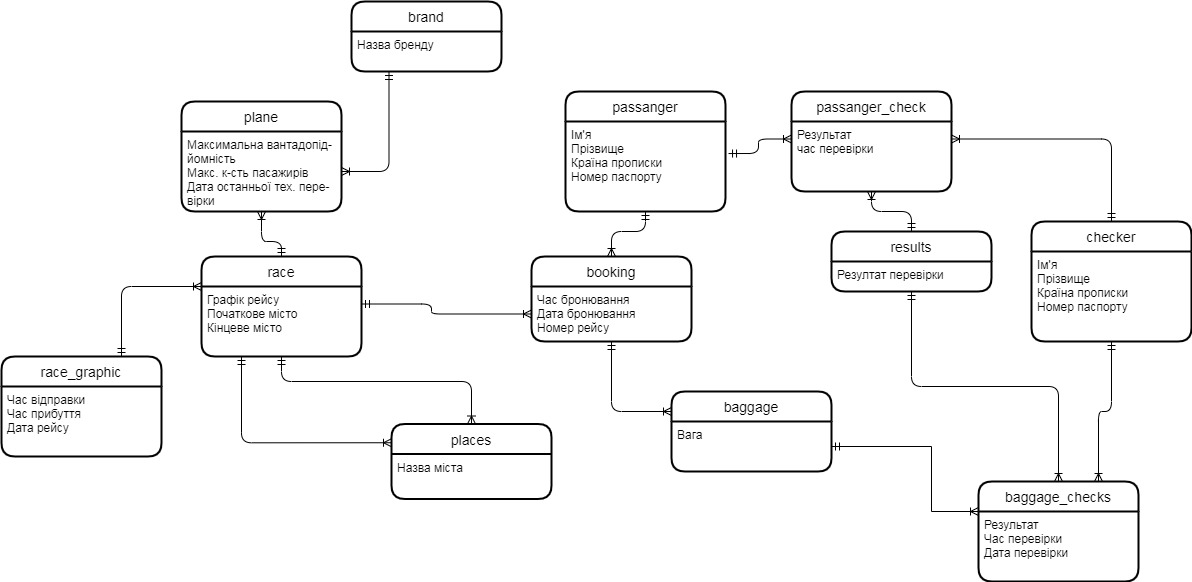 brand
Назва бренду
plane
Максимальна вантадопід-
йомність
Макс. к-сть пасажирів
Дата останньої тех. пере-
вірки
passanger
Ім'я
Прізвище
Країна прописки
Номер паспорту
passanger_check
Результат
час перевірки
results
Резултат перевірки
checker
Ім'я
Прізвище
Країна прописки
Номер паспорту
race
Графік рейсу
Початкове місто
Кінцеве місто
booking
Час бронювання
Дата бронювання
Номер рейсу
race_graphic
Час відправки
Час прибуття
Дата рейсу
places
Назва міста
baggage
Вага
baggage_checks
Результат
Час перевірки
Дата перевірки